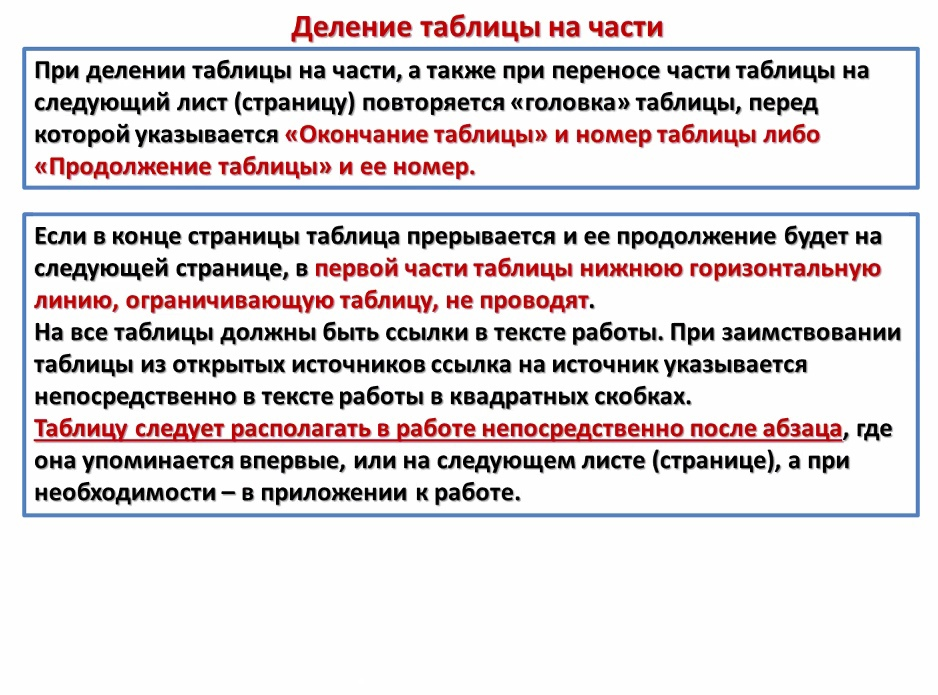 Деление таблицы на части
При делении таблицы на части, а также при переносе части таблицы на
следующий лист (страницу) повторяется «головка» таблицы, перед
которой указывается «Окончание таблицы» и номер таблицы либо
«Продолжение таблицы» и ее номер.
Если в конце страницы таблица прерывается и ее продолжение будет на
следующей странице, в первой части таблицы нижнюю горизонтальную
линию, ограничивающую таблицу, не проводят.
На все таблицы должны быть ссылки в тексте работы. При заимствовании
таблицы из открытых источников ссылка на источник указывается
непосредственно в тексте работы в квадратных скобках.
Таблицу следует располагать в работе непосредственно после абзаца, где
она упоминается впервые, или на следующем листе (странице), а при
необходимости – в приложении к работе.